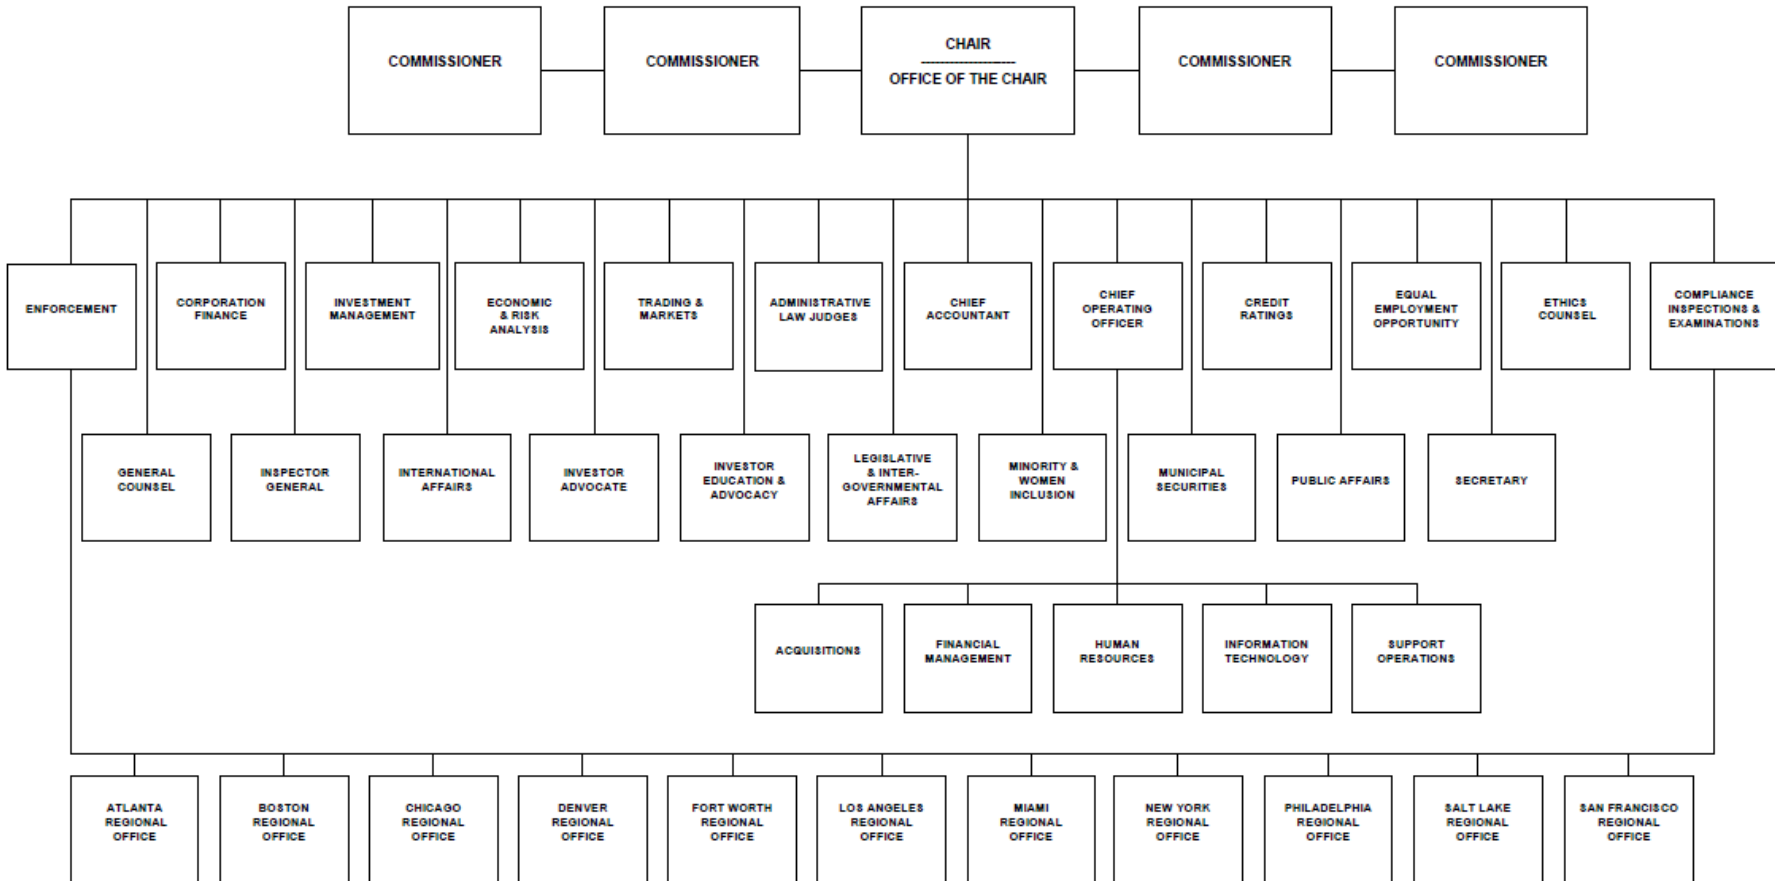 COMMISSIONER
COMMISSIONER
CHAIR
--------------------
OFFICE OF THE CHAIR
COMMISSIONER
COMMISSIONER
ENFORCEMENT
CORPORATION
FINANCE
INVESTMENT
MANAGEMENT
ECONOMIC
& RISK
ANALYSIS
TRADING &
MARKETS
ADMINISTRATIVE
LAW JUDGES
CHIEF
ACCOUNTANT
CHIEF
OPERATING
OFFICER
CREDIT
RATINGS
EQUAL
EMPLOYMENT
OPPORTUNITY
ETHICS
COUNSEL
COMPLIANCE
INSPECTIONS &
EXAMINATIONS
GENERAL
COUNSEL
INSPECTOR
GENERAL
INTERNATIONAL
AFFAIRS
INVESTOR
ADVOCATE
INVESTOR
EDUCATION &
ADVOCACY
LEGISLATIVE
& INTER-
GOVERNMENTAL
AFFAIRS
MINORITY &
WOMEN
INCLUSION
MUNICIPAL
SECURITIES
PUBLIC AFFAIRS
SECRETARY
ACQUISITIONS
FINANCIAL
MANAGEMENT
HUMAN
RESOURCES
INFORMATION
TECHNOLOGY
SUPPORT
OPERATIONS
ATLANTA
REGIONAL
OFFICE
BOSTON
REGIONAL
OFFICE
CHICAGO
REGIONAL
OFFICE
DENVER
REGIONAL
OFFICE
FORT WORTH
REGIONAL
OFFICE
LOS ANGELES
REGIONAL
OFFICE
MIAMI
REGIONAL
OFFICE
NEW YORK
REGIONAL
OFFICE
PHILADELPHIA
REGIONAL
OFFICE
SALT LAKE
REGIONAL
OFFICE
SAN FRANCISCO
REGIONAL
OFFICE